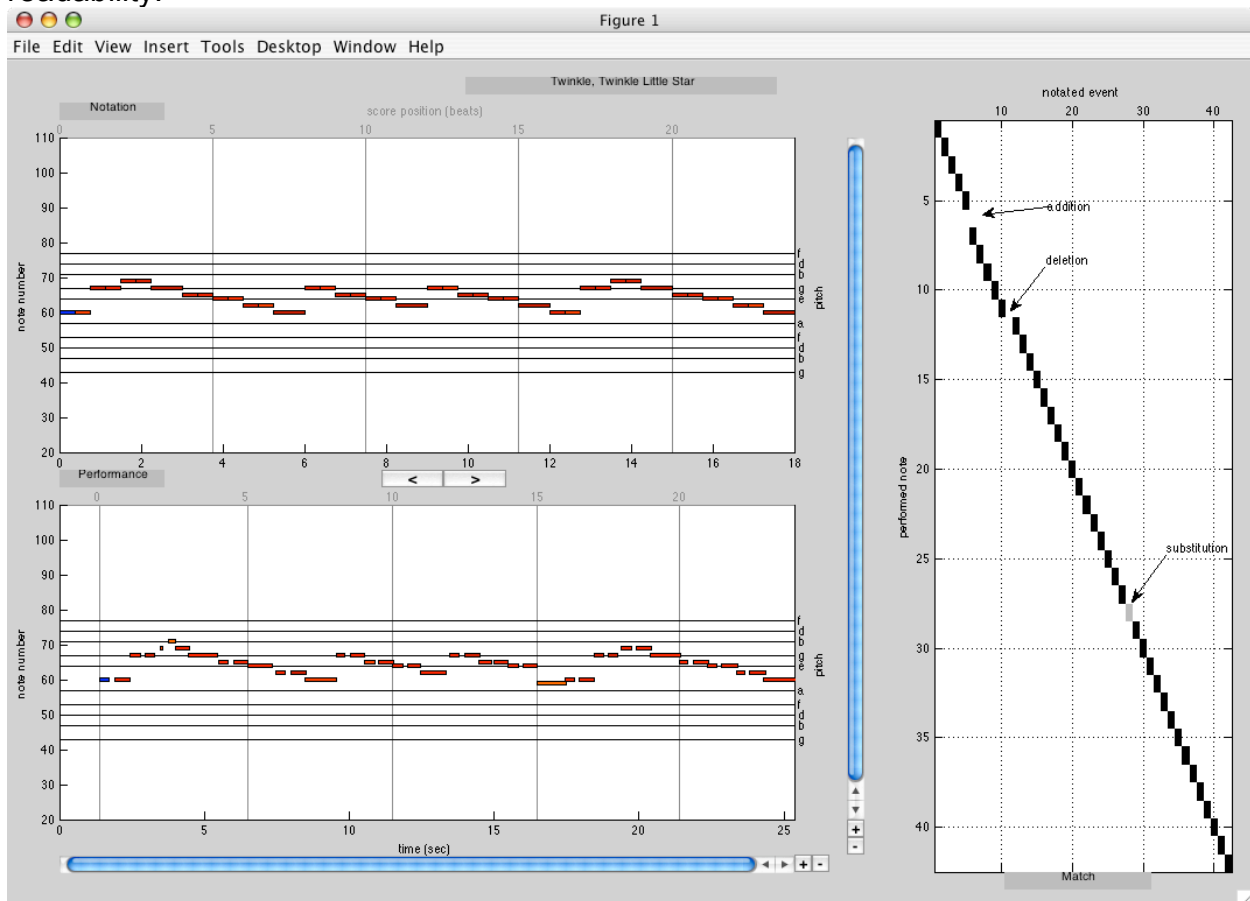 Figure 1
File Edit View Insert Tools Desktop Window Help
Twinkle, Twinkle Little Star
Notation
score position (beats)
0 5 10 15 20
110
100
90
80
70
60
50
40
30
20
note number
f
d
b
g
e
a
f
d
b
g
pitch
0 2 4 6 8 10 12 14 16 18
Performance
< >
0 5 10 15 20
110
100
90
80
70
60
50
40
30
20
note number
f
d
b
g
e
a
f
d
b
g
pitch
0 5 10 15 20 25
time (sec)
+ -
+
-
notated event
10 20 30 40
5
10
15
20
25
30
35
40
performed note
addition
deletion
substitution
Match